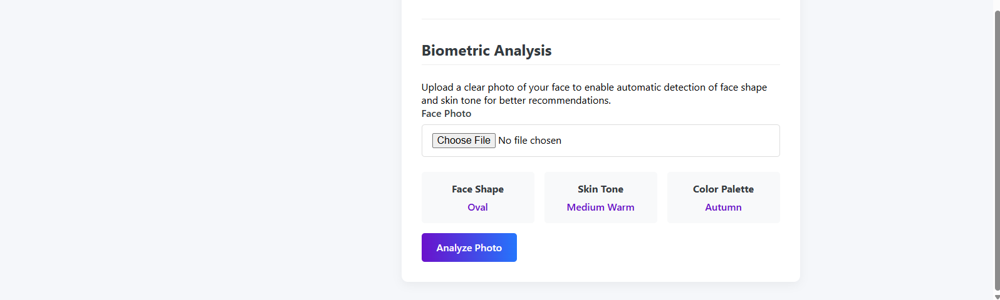 Biometric Analysis
Upload a clear photo of your face to enable automatic detection of face shape
and skin tone for better recommendations.
Face Photo
Choose File No file chosen
Face Shape
Oval
Skin Tone
Medium Warm
Color Palette
Autumn
Analyze Photo